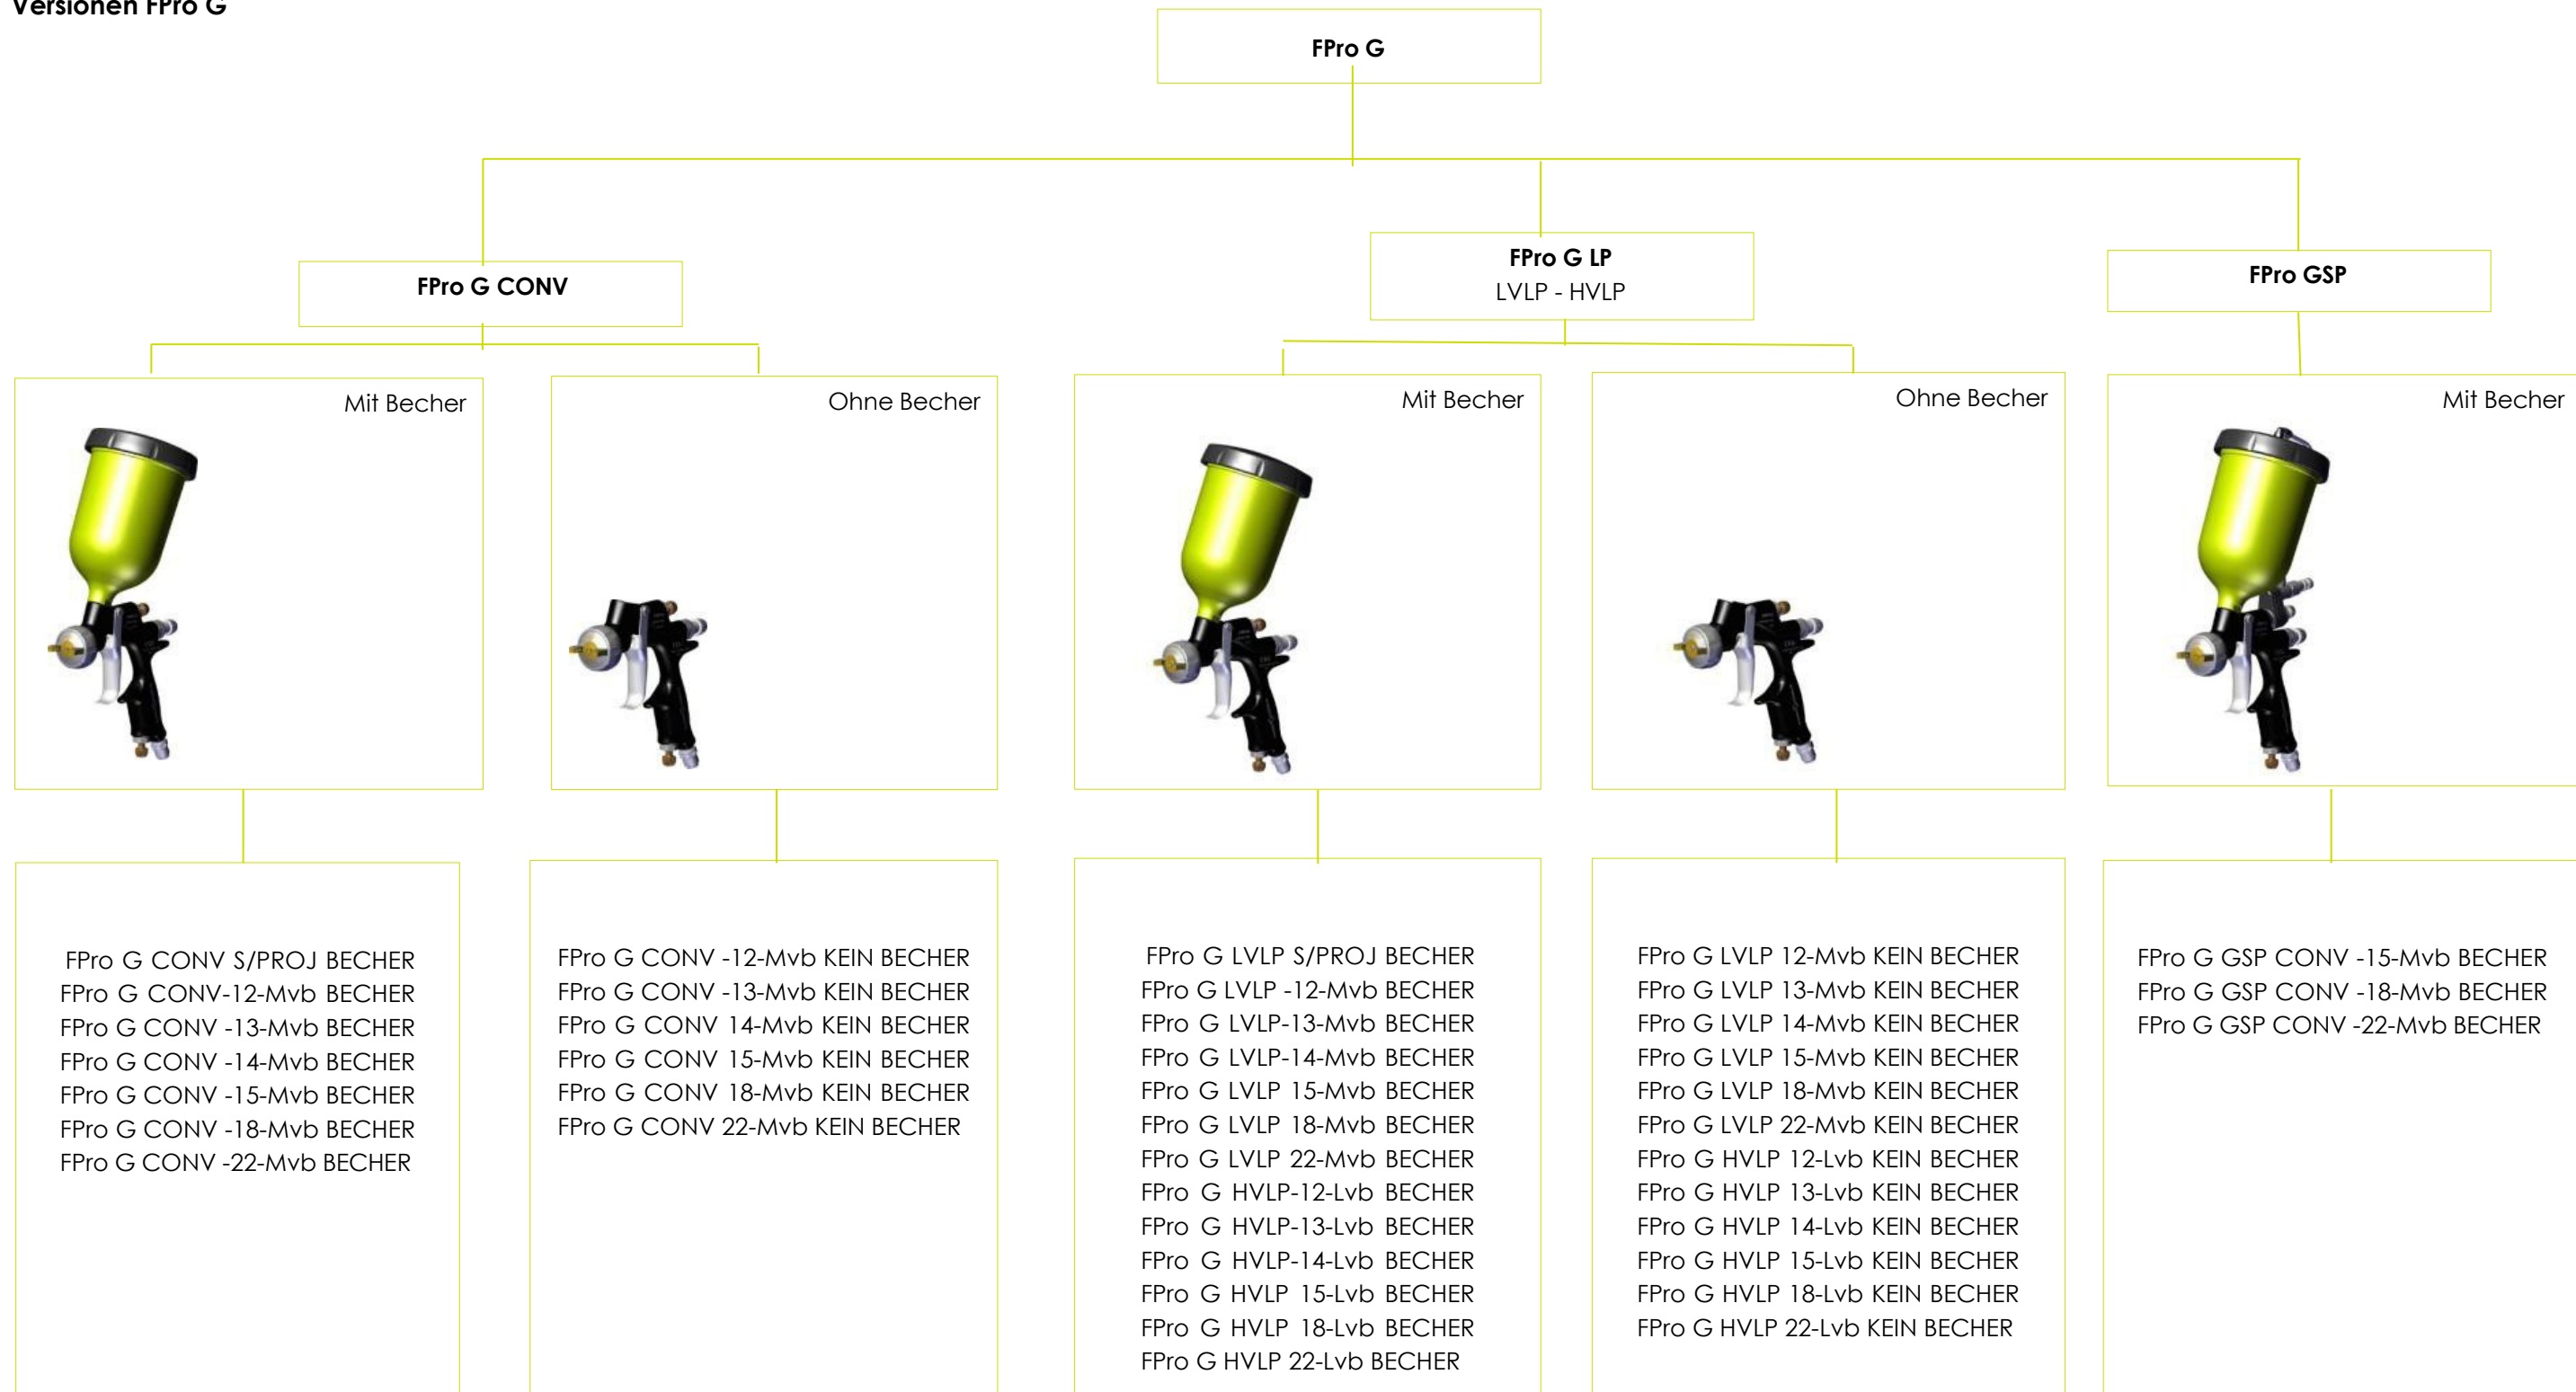 Versionen FPro G
FPro G
FPro G CONV
FPro G LP
LVLP - HVLP
FPro GSP
Mit Becher
Ohne Becher
Mit Becher
Ohne Becher
Mit Becher
FPro G CONV S/PROJ BECHER
FPro G CONV-12-Mvb BECHER
FPro G CONV -13-Mvb BECHER
FPro G CONV -14-Mvb BECHER
FPro G CONV -15-Mvb BECHER
FPro G CONV -18-Mvb BECHER
FPro G CONV -22-Mvb BECHER
FPro G CONV -12-Mvb KEIN BECHER
FPro G CONV -13-Mvb KEIN BECHER
FPro G CONV 14-Mvb KEIN BECHER
FPro G CONV 15-Mvb KEIN BECHER
FPro G CONV 18-Mvb KEIN BECHER
FPro G CONV 22-Mvb KEIN BECHER
FPro G LVLP S/PROJ BECHER
FPro G LVLP -12-Mvb BECHER
FPro G LVLP-13-Mvb BECHER
FPro G LVLP-14-Mvb BECHER
FPro G LVLP 15-Mvb BECHER
FPro G LVLP 18-Mvb BECHER
FPro G LVLP 22-Mvb BECHER
FPro G HVLP-12-Lvb BECHER
FPro G HVLP-13-Lvb BECHER
FPro G HVLP-14-Lvb BECHER
FPro G HVLP 15-Lvb BECHER
FPro G HVLP 18-Lvb BECHER
FPro G HVLP 22-Lvb BECHER
FPro G LVLP 12-Mvb KEIN BECHER
FPro G LVLP 13-Mvb KEIN BECHER
FPro G LVLP 14-Mvb KEIN BECHER
FPro G LVLP 15-Mvb KEIN BECHER
FPro G LVLP 18-Mvb KEIN BECHER
FPro G LVLP 22-Mvb KEIN BECHER
FPro G HVLP 12-Lvb KEIN BECHER
FPro G HVLP 13-Lvb KEIN BECHER
FPro G HVLP 14-Lvb KEIN BECHER
FPro G HVLP 15-Lvb KEIN BECHER
FPro G HVLP 18-Lvb KEIN BECHER
FPro G HVLP 22-Lvb KEIN BECHER
FPro G GSP CONV -15-Mvb BECHER
FPro G GSP CONV -18-Mvb BECHER
FPro G GSP CONV -22-Mvb BECHER